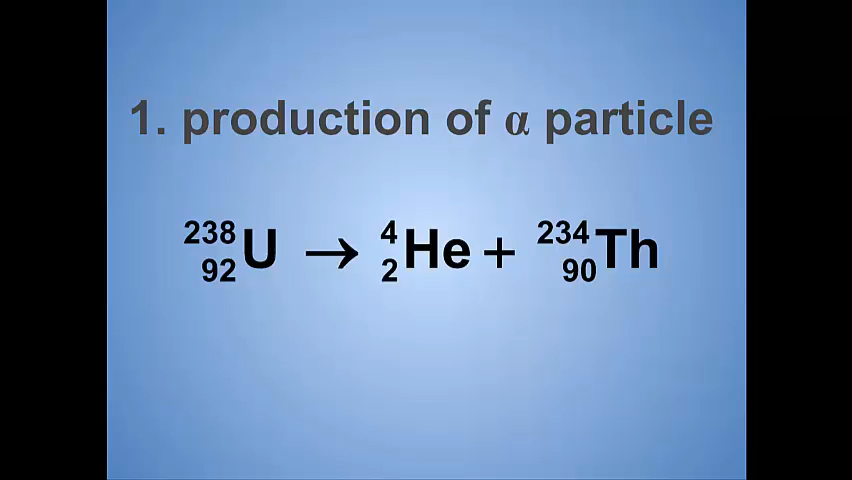 1. production of α particle
²³⁸₉₂U → ⁴₂He + ²³⁴₉₀Th